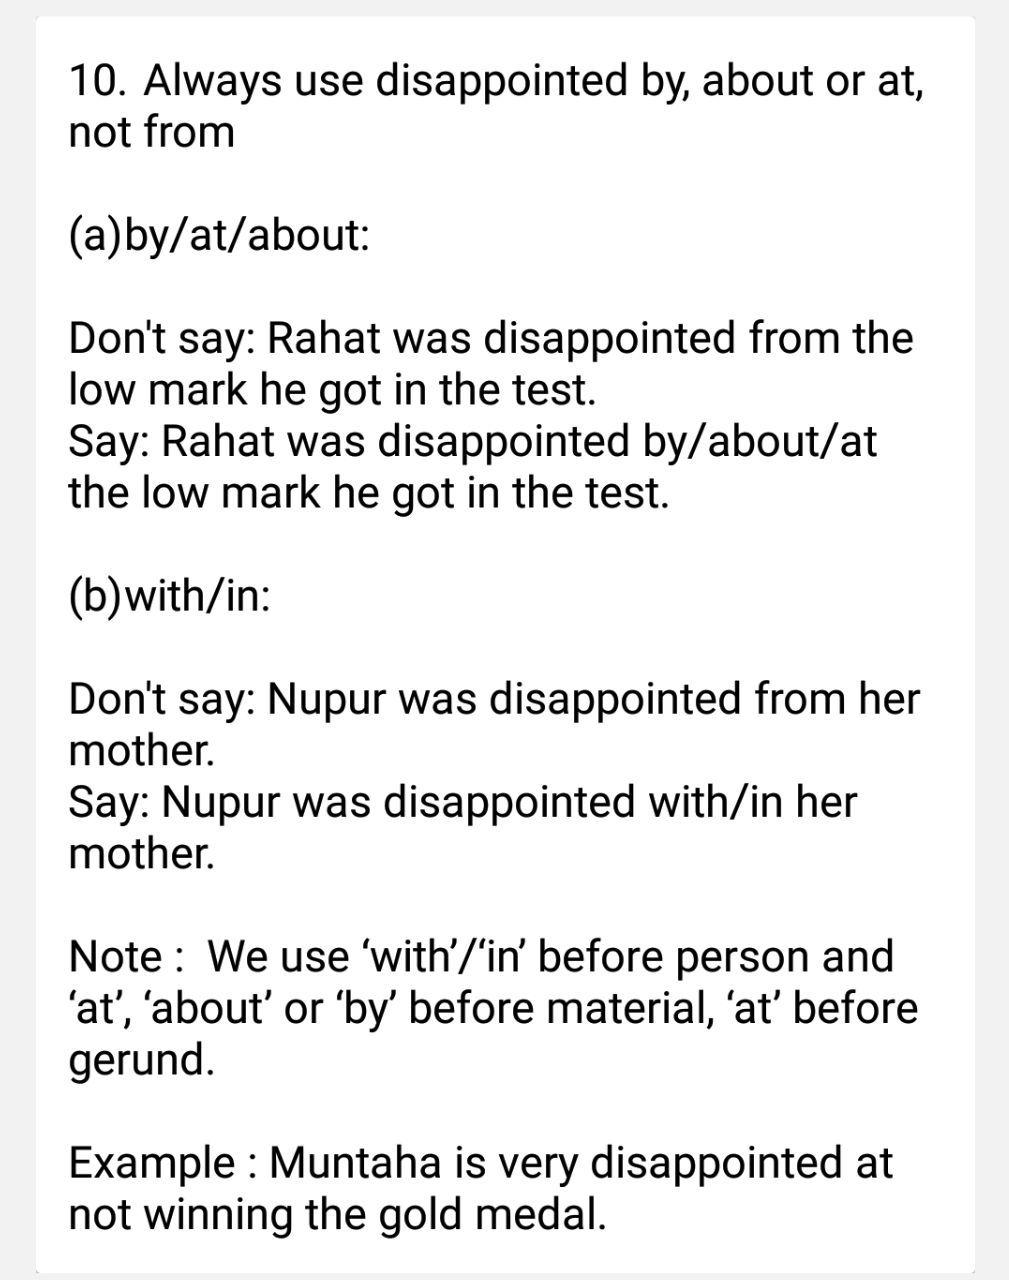 10. Always use disappointed by, about or at,
not from
(a)by/at/about:
Don't say: Rahat was disappointed from the
low mark he got in the test.
Say: Rahat was disappointed by/about/at
the low mark he got in the test.
(b)with/in:
Don't say: Nupur was disappointed from her
mother.
Say: Nupur was disappointed with/in her
mother.
Note :  We use ‘with’/‘in’ before person and
‘at’, ‘about’ or ‘by’ before material, ‘at’ before
gerund.
Example : Muntaha is very disappointed at
not winning the gold medal.